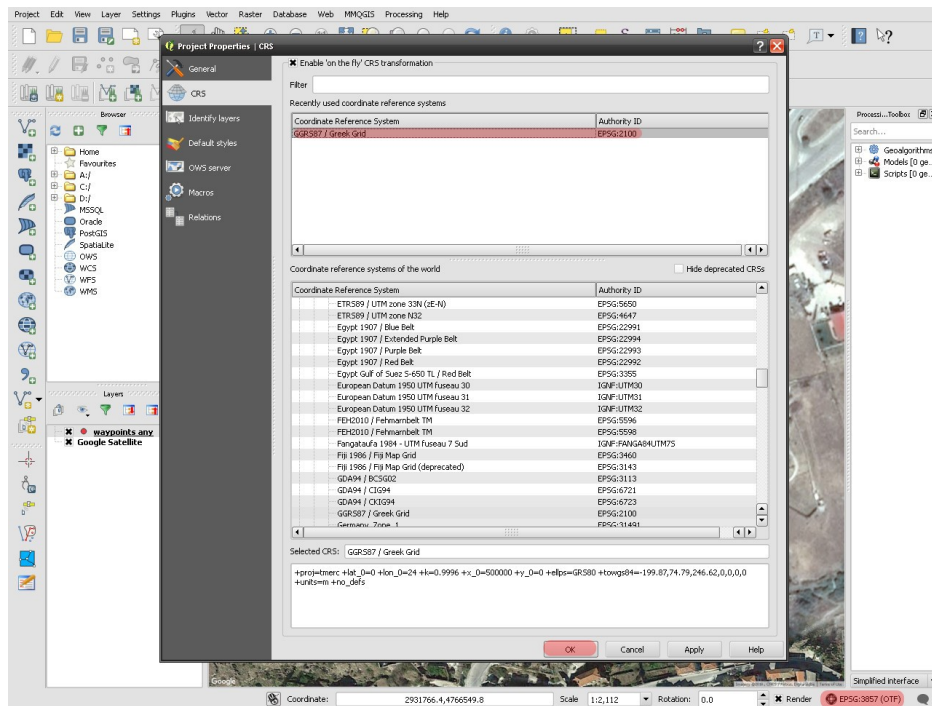 Project Edit View Layer Settings Plugins Vector Raster Database Web MMQGIS Processing Help
Project Properties | CRS
General
CRS
Identify layers
Default styles
OWS server
Macros
Relations
Enable 'on the fly' CRS transformation
Filter
Recently used coordinate reference systems
Coordinate Reference System Authority ID
GGRS87 / Greek Grid EPSG:2100
Coordinate reference systems of the world Hide deprecated CRSs
Coordinate Reference System Authority ID
ETRS89 / UTM zone 33N (zE-N) EPSG:5650
ETRS89 / UTM zone N32 EPSG:4647
Egypt 1907 / Blue Belt EPSG:22991
Egypt 1907 / Extended Purple Belt EPSG:22994
Egypt 1907 / Purple Belt EPSG:22993
Egypt 1907 / Red Belt EPSG:22992
Egypt Gulf of Suez S-650 TL / Red Belt EPSG:3355
European Datum 1950 UTM fuseau 30 IGNF:UTM30
European Datum 1950 UTM fuseau 31 IGNF:UTM31
European Datum 1950 UTM fuseau 32 IGNF:UTM32
FEH2010 / Fehmarnbelt TM EPSG:5596
FEH2010 / Fehmarnbelt TM EPSG:5598
Fangataufa 1984 - UTM fuseau 7 Sud IGNF:FANGA84UTM7S
Fiji 1986 / Fiji Map Grid EPSG:3460
Fiji 1986 / Fiji Map Grid (deprecated) EPSG:3143
GDA94 / BCSG02 EPSG:3113
GDA94 / CIG94 EPSG:6721
GDA94 / CKIG94 EPSG:6723
GGRS87 / Greek Grid EPSG:2100
Germany Zone 1 EPSG:31491
Selected CRS: GGRS87 / Greek Grid
+proj=tmerc +lat_0=0 +lon_0=24 +k=0.9996 +x_0=500000 +y_0=0 +ellps=GRS80 +towgs84=-199.87,74.79,246.62,0,0,0,0
+units=m +no_defs
OK Cancel Apply Help
Browser
Home
Favourites
A:/
C:/
D:/
MSSQL
Oracle
PostGIS
SpatiaLite
OWS
WCS
WFS
WMS
Layers
waypoints any
Google Satellite
Processi...Toolbox
Search...
Geoalgorithms
Models [0 ge...
Scripts [0 ge...
Simplified interface
Google
Coordinate: 2931766.4,4766549.8 Scale 1:2,112 Rotation: 0.0 Render EPSG:3857 (OTF)